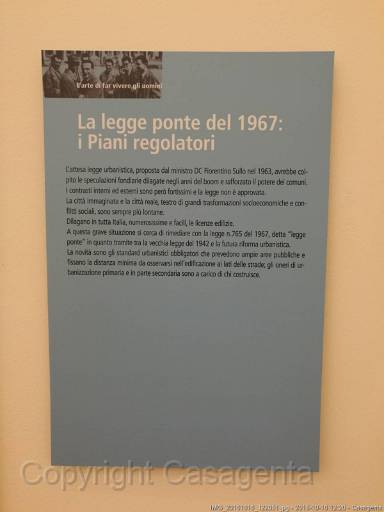 l'arte di far vivere gli uomini
La legge ponte del 1967:
i Piani regolatori
L'attesa legge urbanistica, proposta dal ministro DC Fiorentino Sullo nel 1963, avrebbe col-
pito le speculazioni fondiarie dilagate negli anni del boom e rafforzato il potere dei comuni.
I contrasti interni ed esterni sono però fortissimi e la legge non è approvata.
La città immaginata e la città reale, teatro di grandi trasformazioni socioeconomiche e con-
flitti sociali, sono sempre più lontane.
Dilagano in tutta Italia, numerosissime e facili, le licenze edilizie.
A questa grave situazione si cerca di rimediare con la legge n.765 del 1967, detta "legge
ponte" in quanto tramite tra la vecchia legge del 1942 e la futura riforma urbanistica.
La novità sono gli standard urbanistici obbligatori che prevedono ampie aree pubbliche e
fissano la distanza minima da osservarsi nell'edificazione ai lati delle strade; gli oneri di ur-
banizzazione primaria e in parte secondaria sono a carico di chi costruisce.
Copyright Casagenta